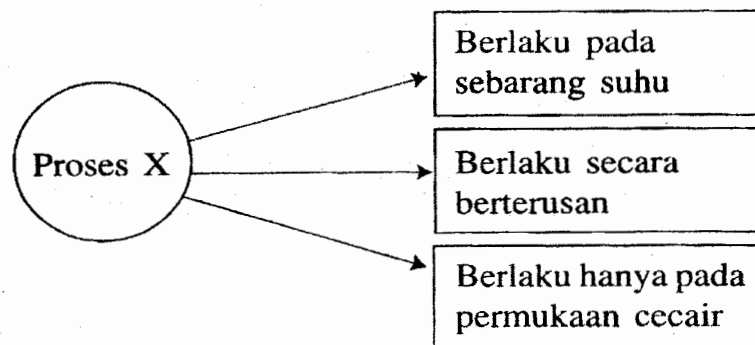 Proses X
Berlaku pada
sebarang suhu
Berlaku secara
berterusan
Berlaku hanya pada
permukaan cecair